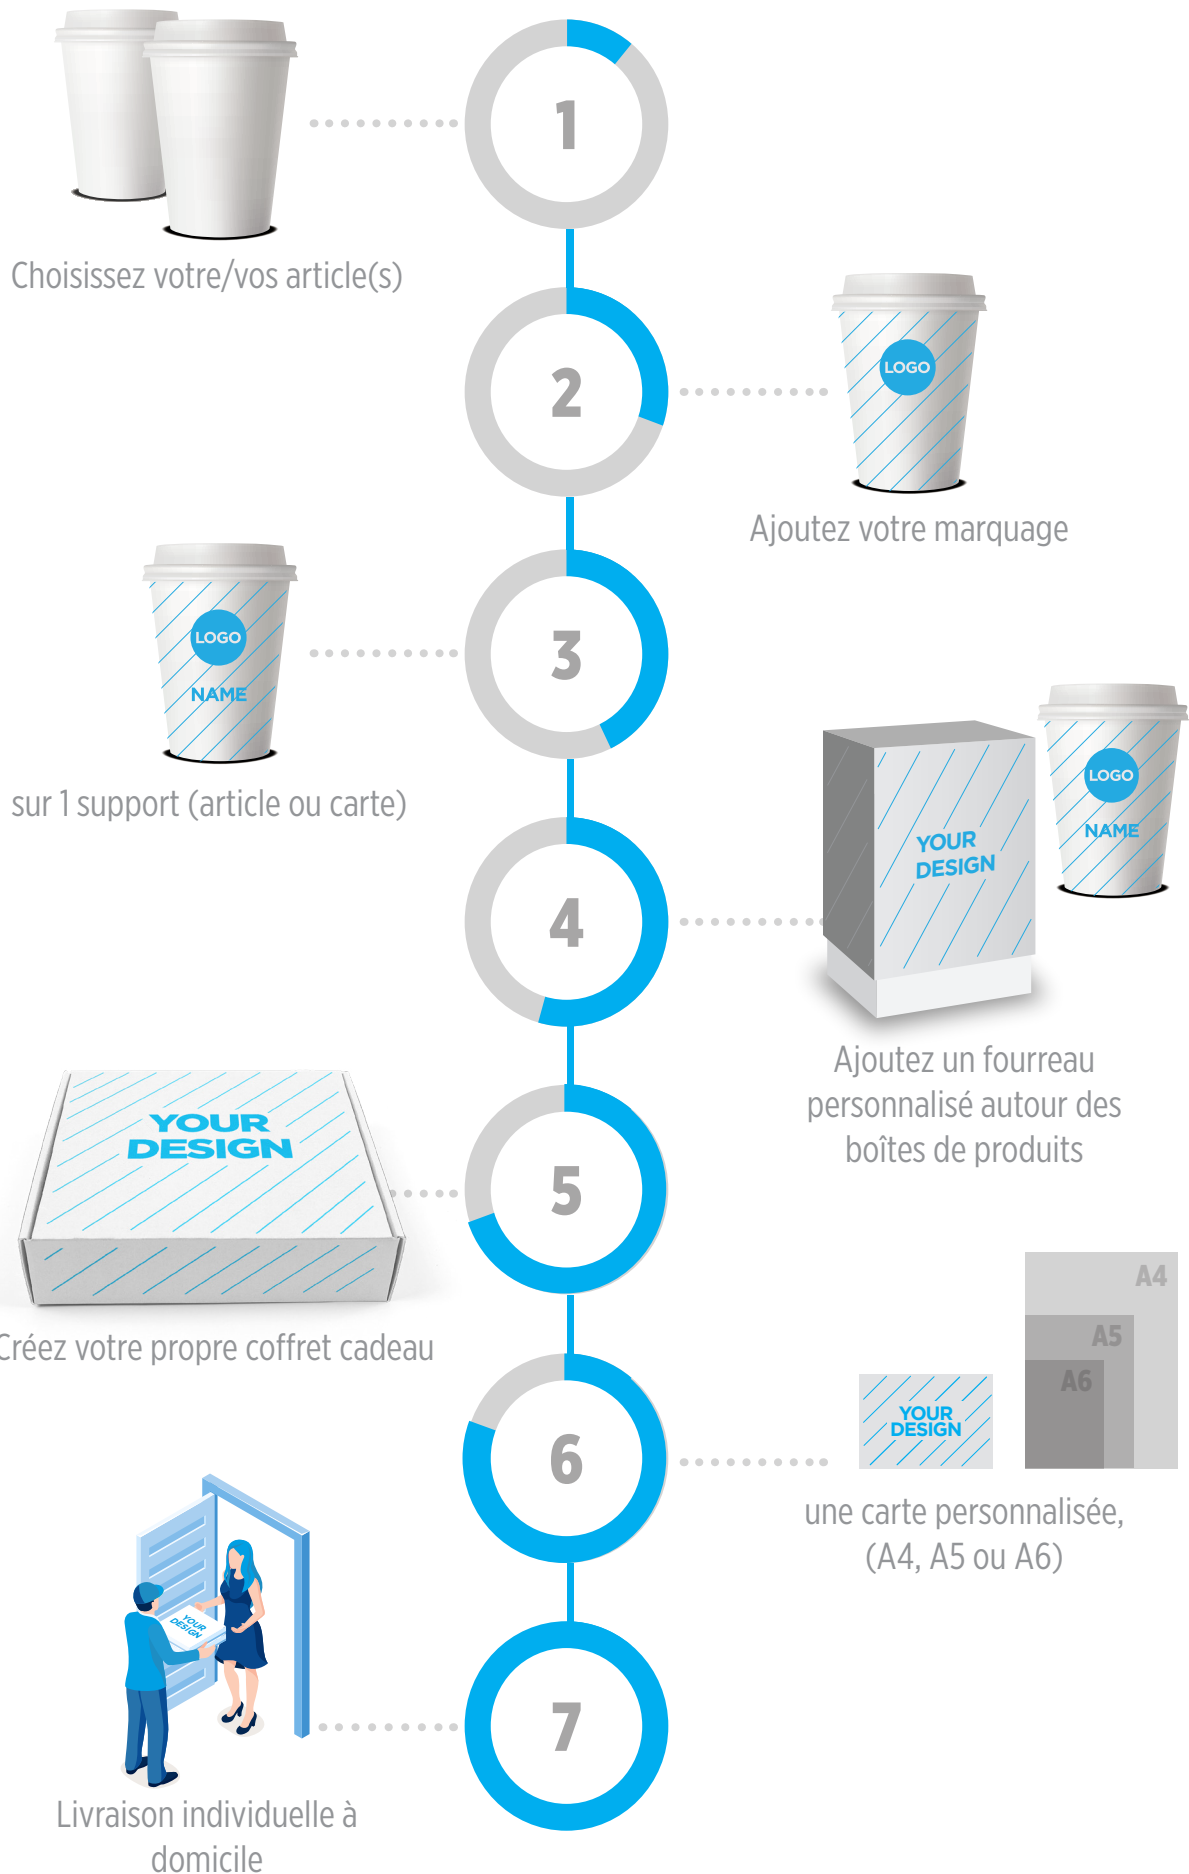 1
Choisissez votre/vos article(s)
2
LOGO
Ajoutez votre marquage
3
LOGO
NAME
sur 1 support (article ou carte)
4
YOUR
DESIGN
LOGO
NAME
Ajoutez un fourreau
personnalisé autour des
boîtes de produits
5
YOUR
DESIGN
Créez votre propre coffret cadeau
6
YOUR
DESIGN
A4
A5
A6
une carte personnalisée,
(A4, A5 ou A6)
7
YOUR
DESIGN
Livraison individuelle à
domicile